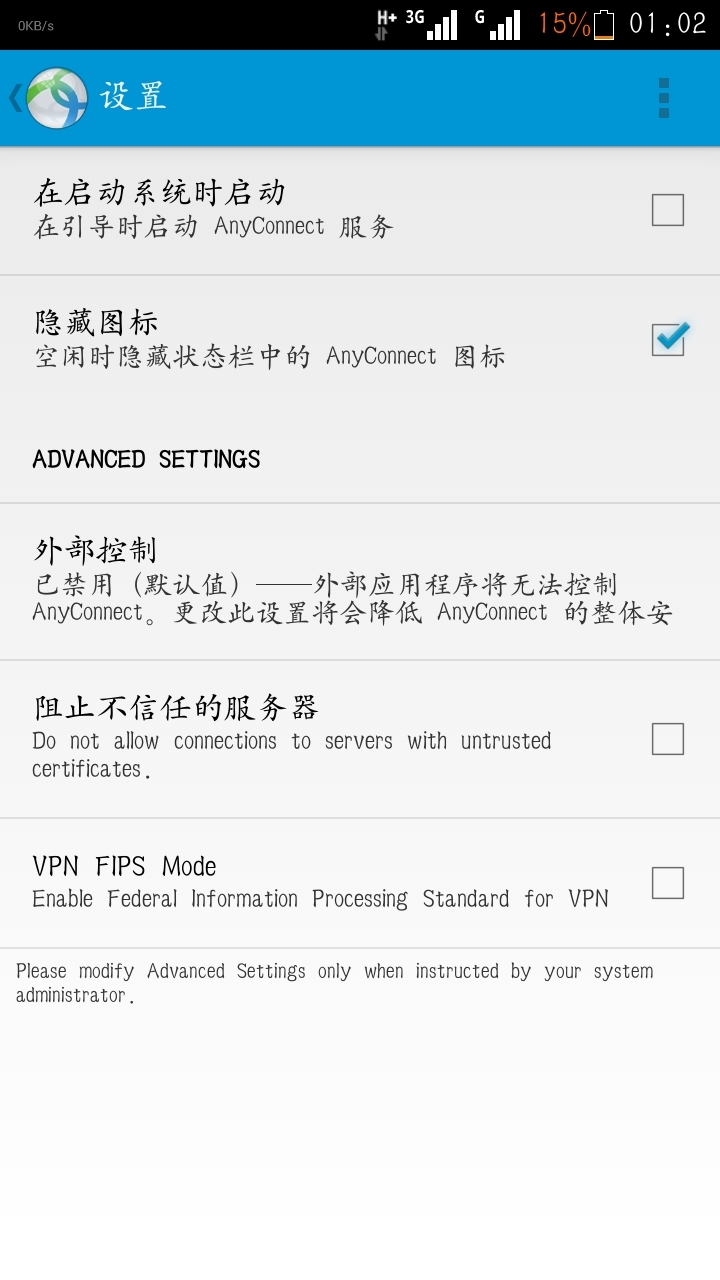 0KB/s H+ 3G G 15% 01:02
设置
在启动系统时启动
在引导时启动 AnyConnect 服务
隐藏图标
空闲时隐藏状态栏中的 AnyConnect 图标
ADVANCED SETTINGS
外部控制
已禁用（默认值）——外部应用程序将无法控制
AnyConnect。更改此设置将会降低 AnyConnect 的整体安
阻止不信任的服务器
Do not allow connections to servers with untrusted
certificates.
VPN FIPS Mode
Enable Federal Information Processing Standard for VPN
Please modify Advanced Settings only when instructed by your system
administrator.